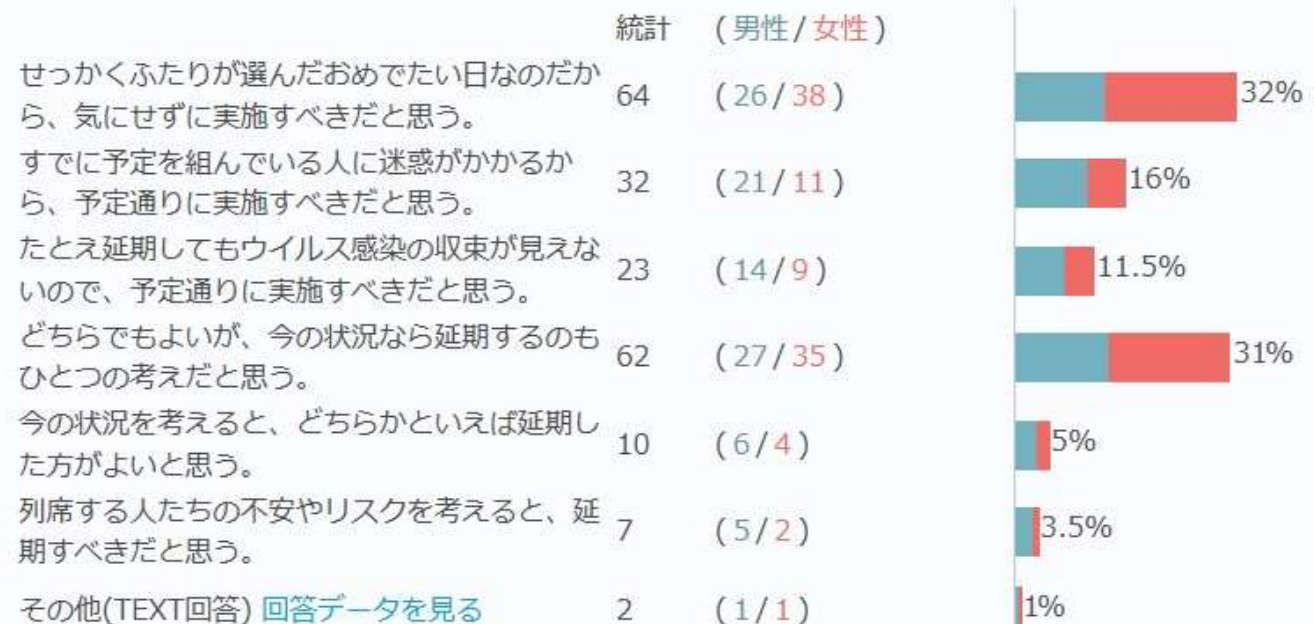 統計 (男性/女性)
せっかくふたりが選んだおめでたい日なのだか
ら、気にせずに実施すべきだと思う。
64 (26/38) 32%
すでに予定を組んでいる人に迷惑がかかるか
ら、予定通りに実施すべきだと思う。
32 (21/11) 16%
たとえ延期してもウイルス感染の収束が見えな
いので、予定通りに実施すべきだと思う。
23 (14/9) 11.5%
どちらでもよいが、今の状況なら延期するのも
ひとつの考えだと思う。
62 (27/35) 31%
今の状況を考えると、どちらかといえば延期し
た方がよいと思う。
10 (6/4) 5%
列席する人たちの不安やリスクを考えると、延
期すべきだと思う。
7 (5/2) 3.5%
その他(TEXT回答) 回答データを見る 2 (1/1) 1%